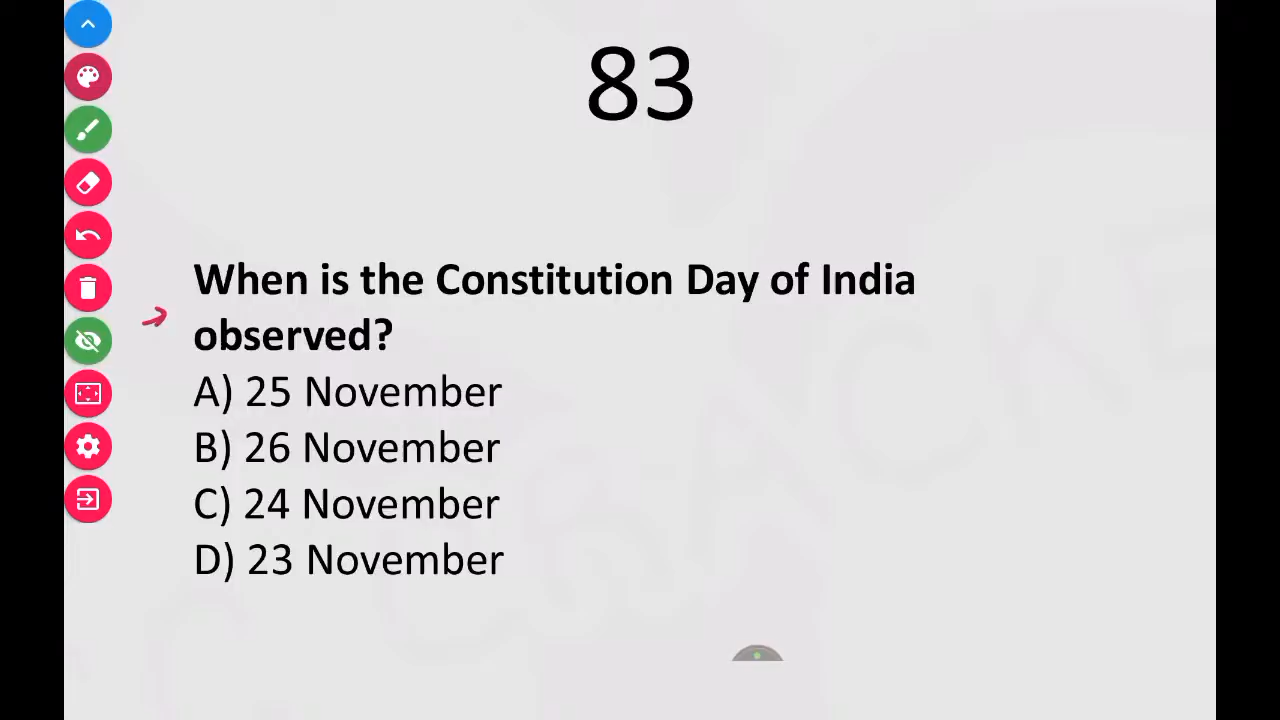 83
When is the Constitution Day of India
observed?
A) 25 November
B) 26 November
C) 24 November
D) 23 November